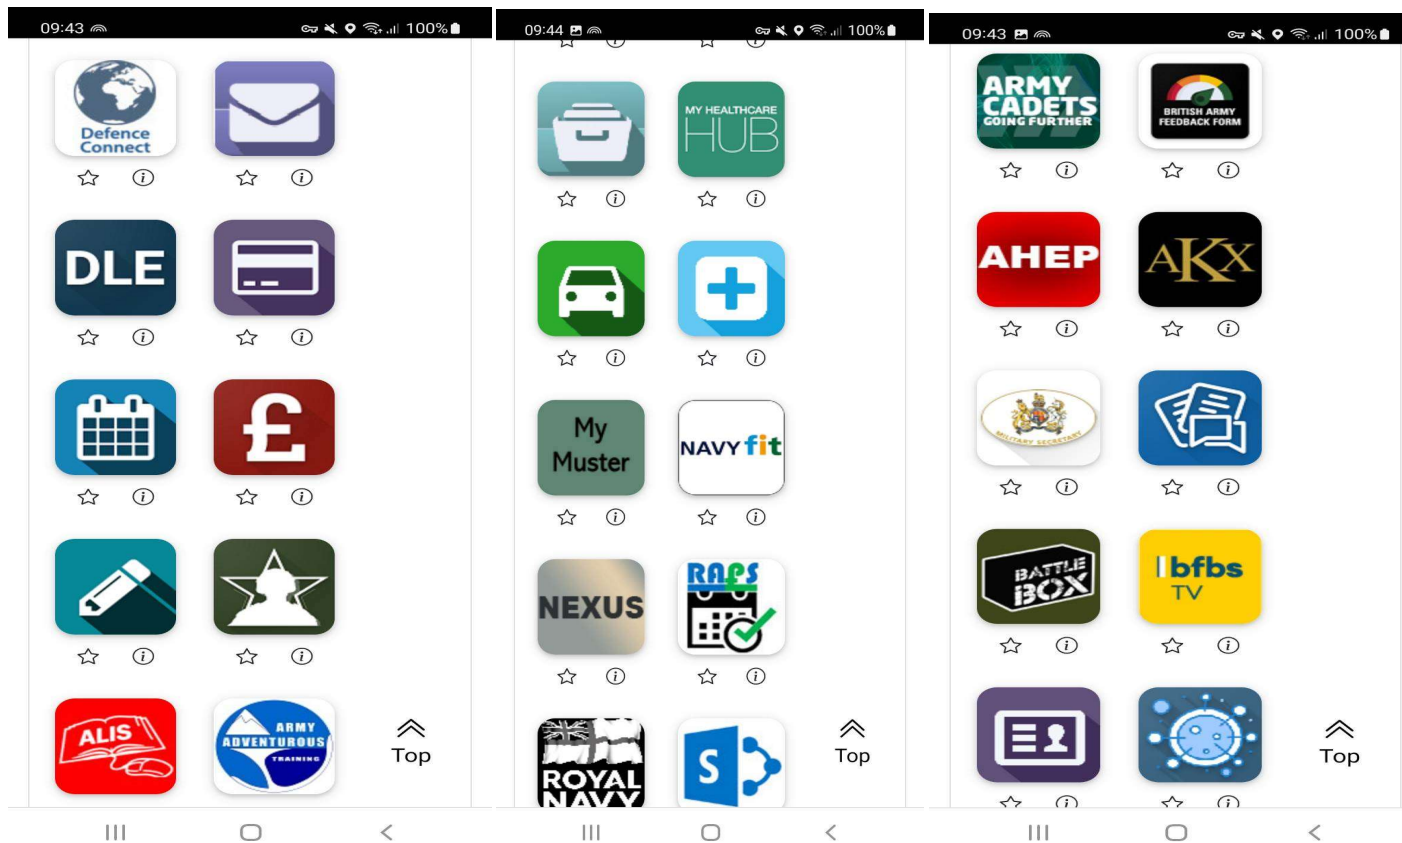 09:43
100%
Defence
Connect
DLE
£
ALIS
ARMY
ADVENTUROUS
TRAINING
Top
09:44
100%
MY HEALTHCARE
HUB
My
Muster
NAVY fit
NEXUS
RAPS
ROYAL
NAVY
S
Top
09:43
100%
ARMY
CADETS
GOING FURTHER
BRITISH ARMY
FEEDBACK FORM
AHEP
AKX
MILITARY SECRETARY
BATTLE
BOX
bfbs
TV
Top